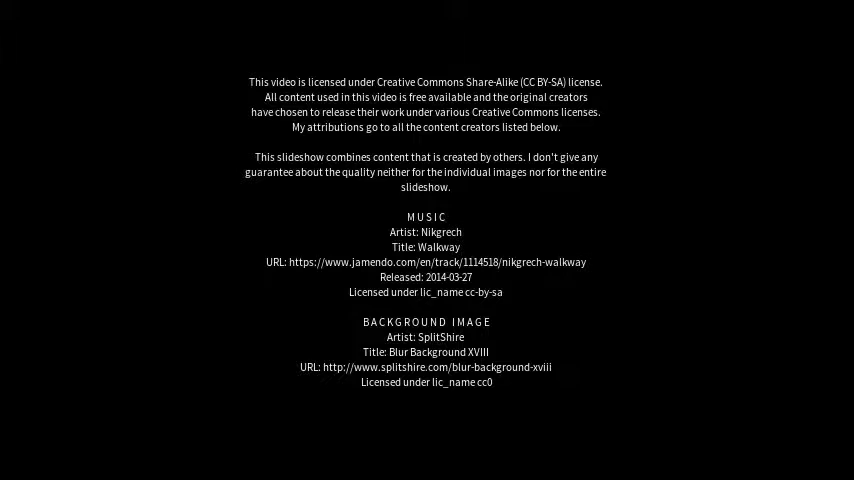 This video is licensed under Creative Commons Share-Alike (CC BY-SA) license.
All content used in this video is free available and the original creators
have chosen to release their work under various Creative Commons licenses.
My attributions go to all the content creators listed below.
This slideshow combines content that is created by others. I don't give any
guarantee about the quality neither for the individual images nor for the entire
slideshow.
MUSIC
Artist: Nikgrech
Title: Walkway
URL: https://www.jamendo.com/en/track/1114518/nikgrech-walkway
Released: 2014-03-27
Licensed under lic_name cc-by-sa
BACKGROUND IMAGE
Artist: SplitShire
Title: Blur Background XVIII
URL: http://www.splitshire.com/blur-background-xviii
Licensed under lic_name cc0